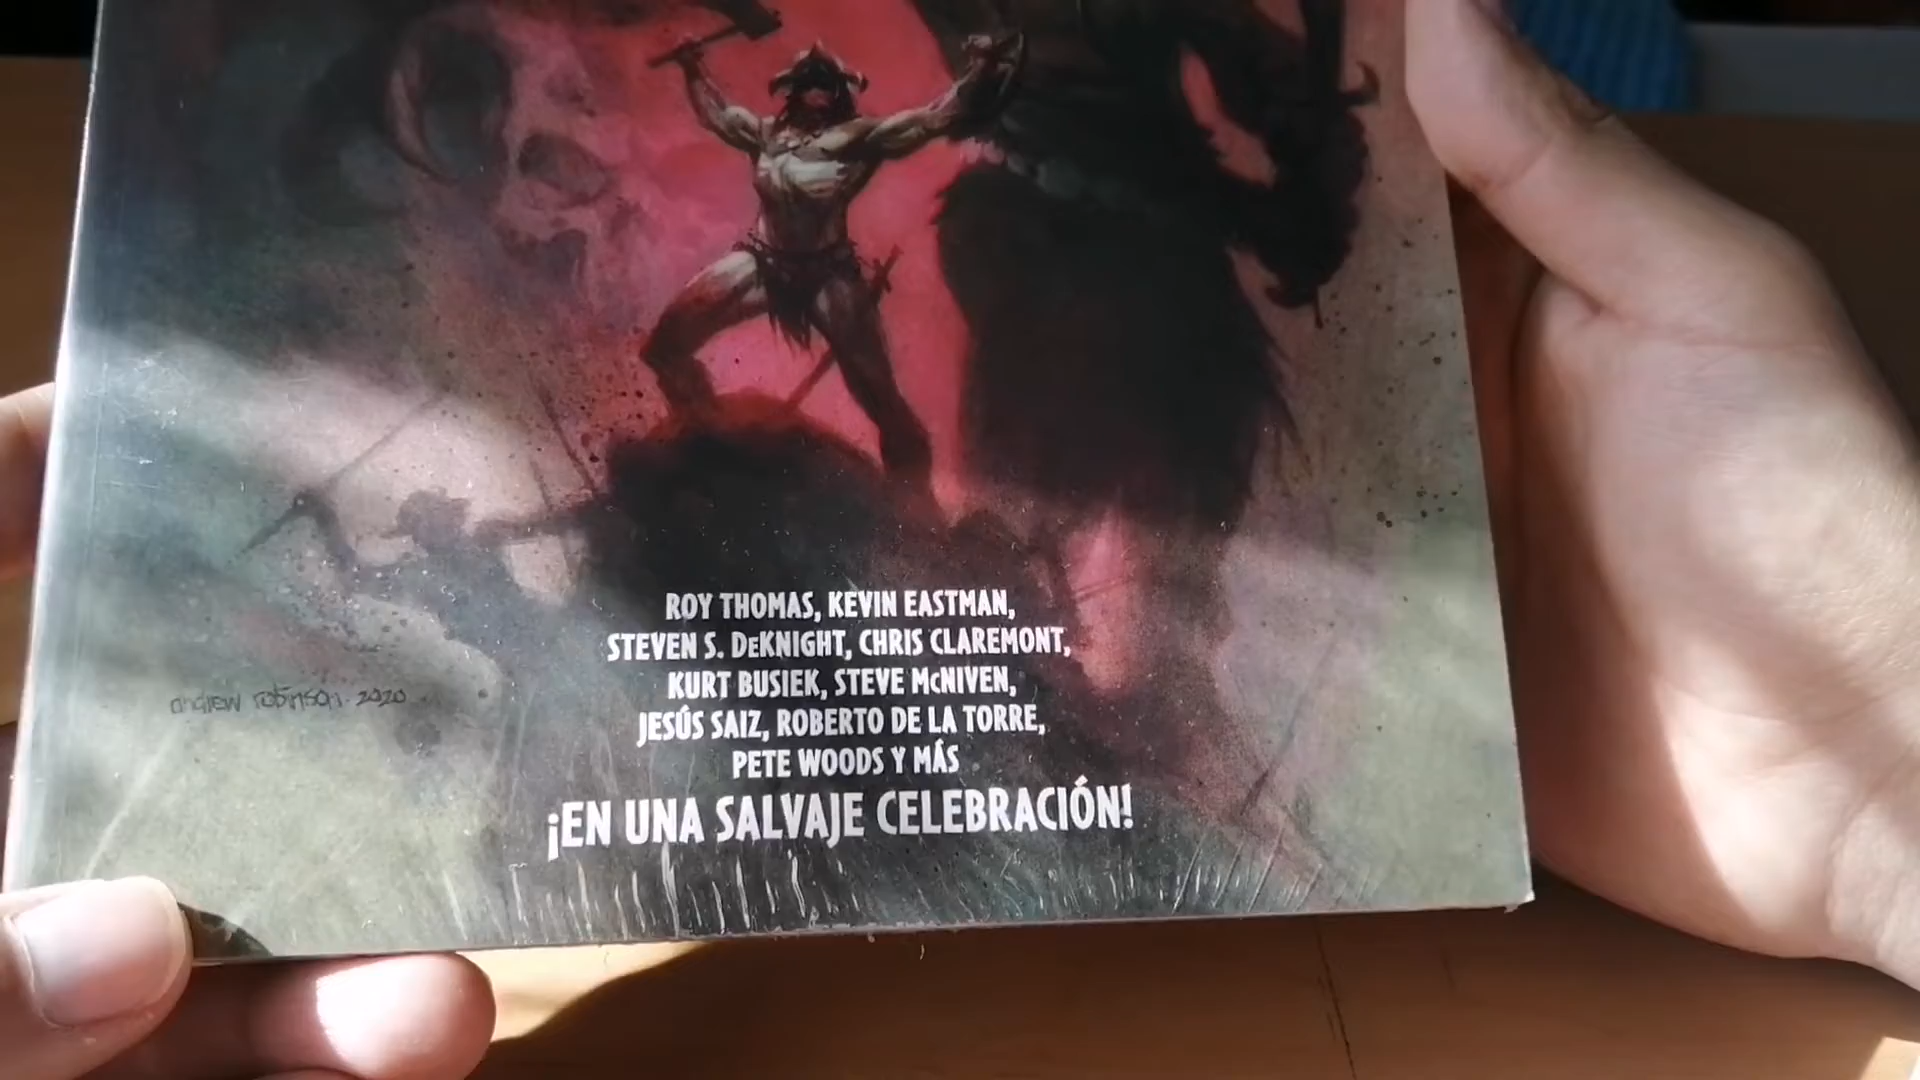 ROY THOMAS, KEVIN EASTMAN,
STEVEN S. DeKNIGHT, CHRIS CLAREMONT,
KURT BUSIEK, STEVE McNIVEN,
JESÚS SAIZ, ROBERTO DE LA TORRE,
andrew robinson. 2020
PETE WOODS Y MÁS
¡EN UNA SALVAJE CELEBRACIÓN!